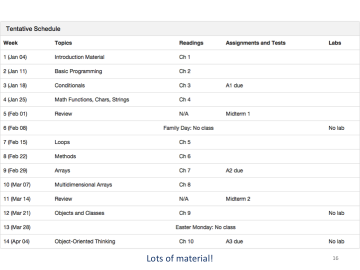 Tentative Schedule
Week Topics Readings Assignments and Tests Labs
1 (Jan 04) Introduction Material Ch 1
2 (Jan 11) Basic Programming Ch 2
3 (Jan 18) Conditionals Ch 3 A1 due
4 (Jan 25) Math Functions, Chars, Strings Ch 4
5 (Feb 01) Review N/A Midterm 1
6 (Feb 08) Family Day: No class No lab
7 (Feb 15) Loops Ch 5
8 (Feb 22) Methods Ch 6
9 (Feb 29) Arrays Ch 7 A2 due
10 (Mar 07) Multidimensional Arrays Ch 8
11 (Mar 14) Review N/A Midterm 2
12 (Mar 21) Objects and Classes Ch 9 No lab
13 (Mar 28) Easter Monday: No class
14 (Apr 04) Object-Oriented Thinking Ch 10 A3 due No lab
Lots of material!